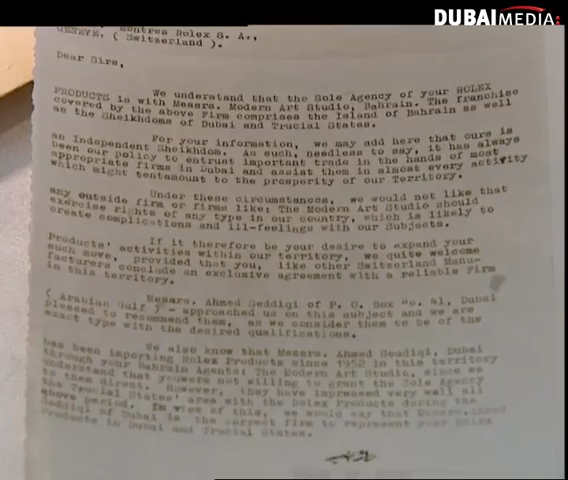 DUBAI MEDIA:
Montres Rolex S. A.,
GENEVE. ( Switzerland ).
Dear Sirs,
We understand that the Sole Agency of your ROLEX
PRODUCTS is with Messrs. Modern Art Studio, Bahrain. The franchise
covered by the above Firm comprises the Island of Bahrain as well
as the Sheikhdoms of Dubai and Trucial States.
For your information, we may add here that ours is
an Independent Sheikhdom. As such, needless to say, it has always
been our policy to entrust important trade in the hands of most
appropriate firms in Dubai and assist them in almost every activity
which might tentamount to the prosperity of our Territory.
Under these circumstances, we would not like that
any outside firm or firms like: The Modern Art Studio should
exercise rights of any type in our country, which is likely to
create complications and ill-feelings with our Subjects.
If it therefore be your desire to expand your
Products' activities within our territory, we quite welcome
such move, provided that you, like other Switzerland Manu-
facturers conclude an exclusive agreement with a reliable Firm
in this territory.
Messrs. Ahmed Seddiqi of P. O. Box No. 41, Dubai
( Arabian Gulf ) - approached us on this subject and we are
pleased to recommend them, as we consider them to be of the
exact type with the desired qualifications.
We also know that Messrs. Ahmed Seddiqi, Dubai
has been importing Rolex Products since 1952 in this territory
through your Bahrain Agents: The Modern Art Studio, since we
understand that you were not willing to grant the Sole Agency
to them direct. However, they have impressed very well all
the Trucial States' area with the Rolex Products during the
above period. In view of this, we would say that Messrs. Ahmed
Seddiqi of Dubai is the correct firm to represent your Rolex
Products in Dubai and Trucial States.